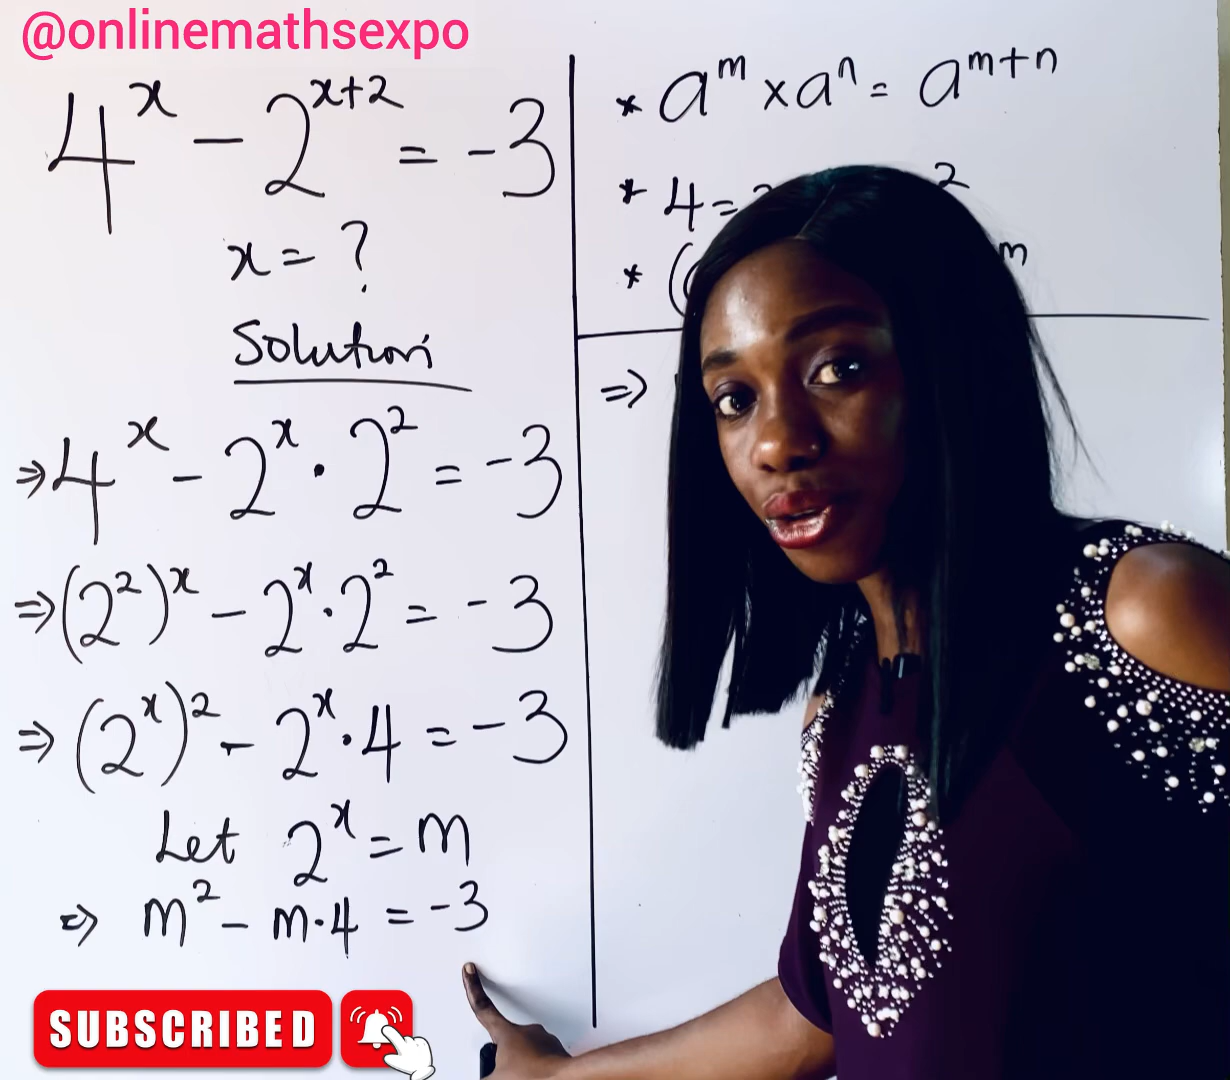 @onlinemathsexpo
4^x - 2^{x+2} = -3
x = ?
Solution
⇒ 4^x - 2^x · 2^2 = -3
⇒ (2^2)^x - 2^x · 2^2 = -3
⇒ (2^x)^2 - 2^x · 4 = -3
Let 2^x = m
⇒ m^2 - m·4 = -3
* a^m × a^n = a^{m+n}
* 4 = 2
* ( m
⇒
SUBSCRIBED